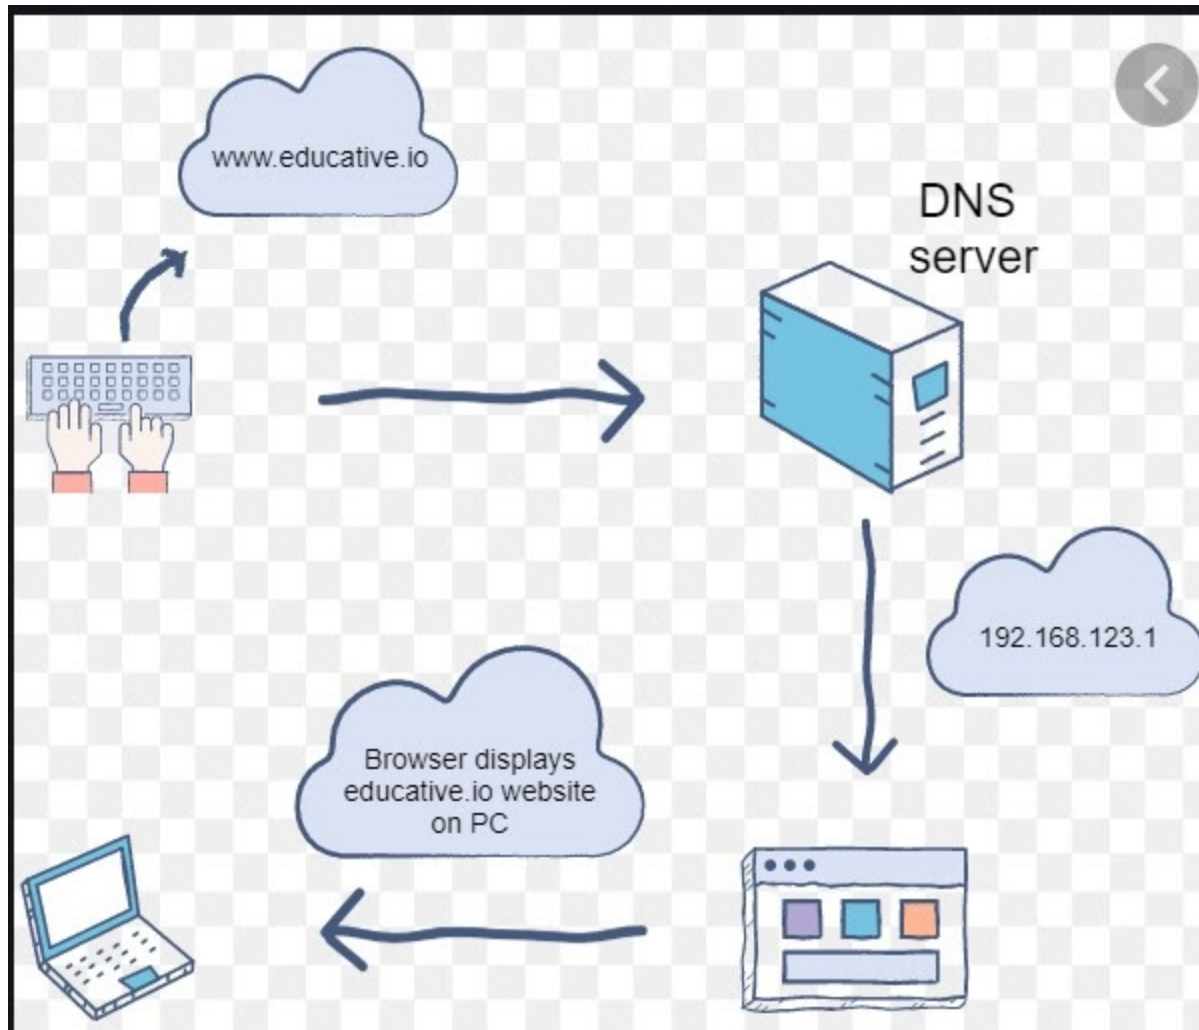 www.educative.io
DNS
server
192.168.123.1
Browser displays
educative.io website
on PC